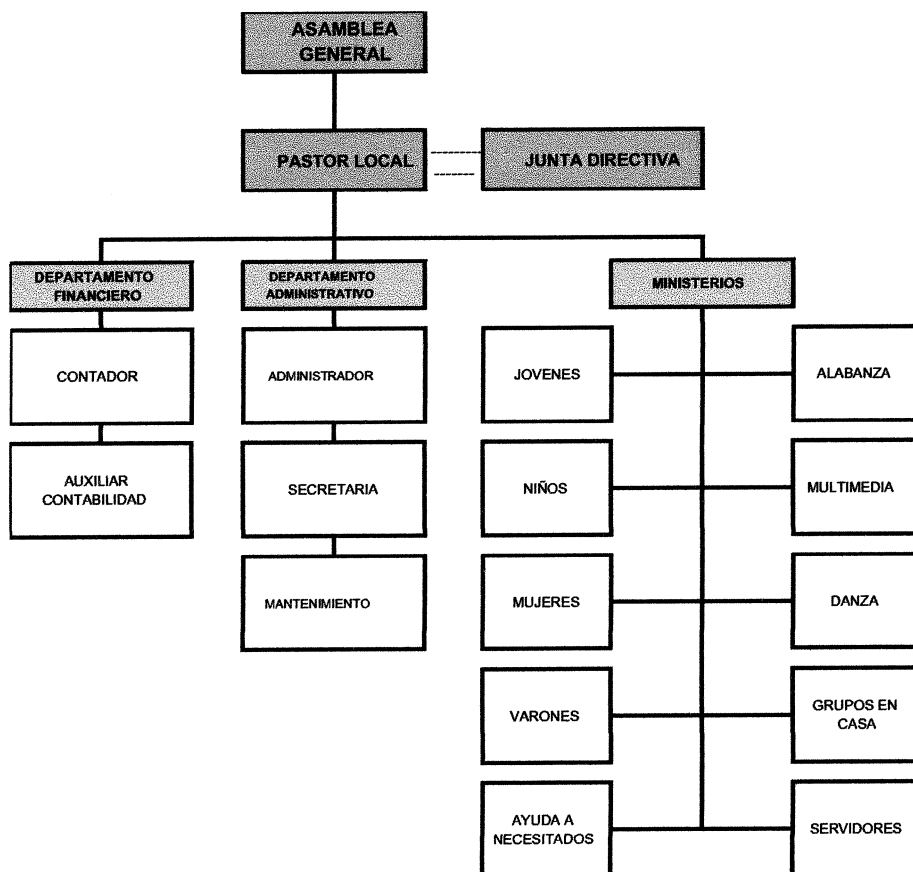 ASAMBLEA
GENERAL
PASTOR LOCAL
JUNTA DIRECTIVA
DEPARTAMENTO
FINANCIERO
DEPARTAMENTO
ADMINISTRATIVO
MINISTERIOS
CONTADOR
ADMINISTRADOR
JOVENES
ALABANZA
AUXILIAR
CONTABILIDAD
SECRETARIA
NIÑOS
MULTIMEDIA
MANTENIMIENTO
MUJERES
DANZA
VARONES
GRUPOS EN
CASA
AYUDA A
NECESITADOS
SERVIDORES